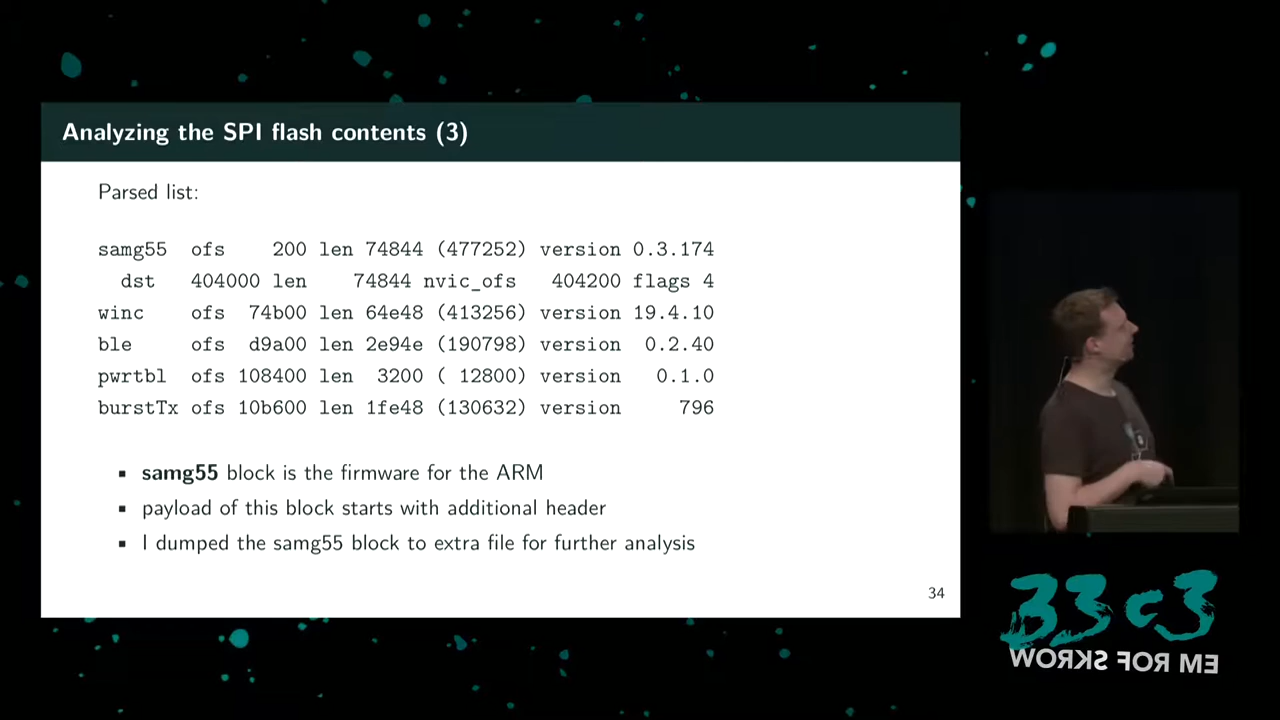 Analyzing the SPI flash contents (3)
Parsed list:
samg55 ofs 200 len 74844 (477252) version 0.3.174
dst 404000 len 74844 nvic_ofs 404200 flags 4
winc ofs 74b00 len 64e48 (413256) version 19.4.10
ble ofs d9a00 len 2e94e (190798) version 0.2.40
pwrtbl ofs 108400 len 3200 ( 12800) version 0.1.0
burstTx ofs 10b600 len 1fe48 (130632) version 796
▪ samg55 block is the firmware for the ARM
▪ payload of this block starts with additional header
▪ I dumped the samg55 block to extra file for further analysis
34
33c3
WORKS FOR ME